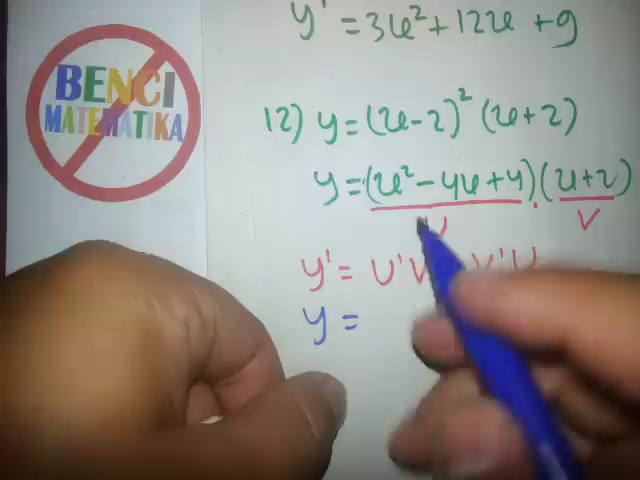 y' = 3x² + 12x + 9
BENCI
MATEMATIKA
12) y = (x - 2)² (x + 2)
y = (x² - 4x + 4) . (x + 2)
U V
y' = U'V V'U
y =